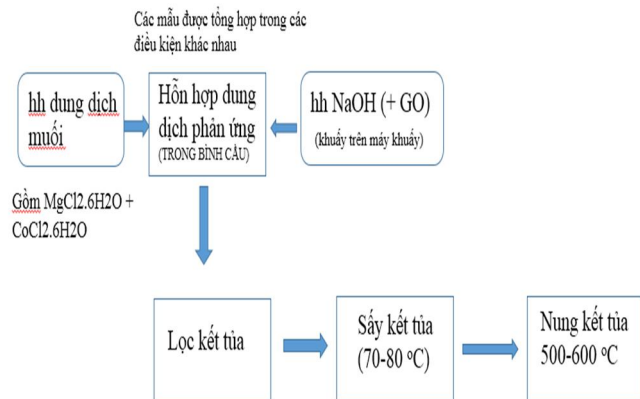 Các mẫu được tổng hợp trong các
điều kiện khác nhau
hh dung dịch
muối
Hỗn hợp dung
dịch phản ứng
(TRONG BÌNH CẦU)
hh NaOH (+ GO)
(khuấy trên máy khuấy)
Gồm MgCl2.6H2O +
CoCl2.6H2O
Lọc kết tủa
Sấy kết tủa
(70-80 ºC)
Nung kết tủa
500-600 ºC